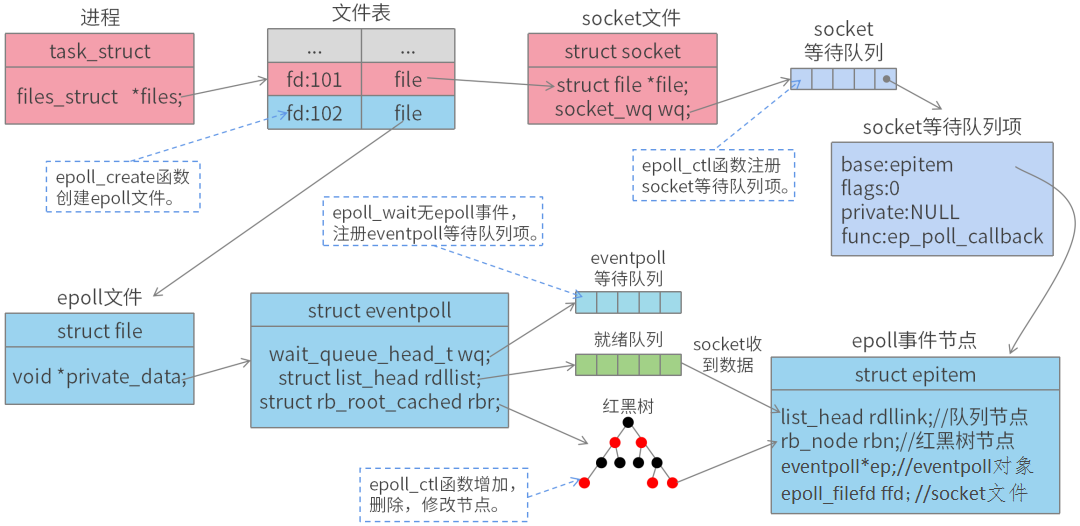 进程
task_struct
files_struct *files;
文件表
... ...
fd:101 file
fd:102 file
socket文件
struct socket
struct file *file;
socket_wq wq;
socket
等待队列
socket等待队列项
base:epitem
flags:0
private:NULL
func:ep_poll_callback
epoll_create函数
创建epoll文件。
epoll_ctl函数注册
socket等待队列项。
epoll_wait无epoll事件，
注册eventpoll等待队列项。
epoll文件
struct file
void *private_data;
struct eventpoll
wait_queue_head_t wq;
struct list_head rdllist;
struct rb_root_cached rbr;
eventpoll
等待队列
就绪队列
socket收
到数据
红黑树
epoll_ctl函数增加，
删除，修改节点。
epoll事件节点
struct epitem
list_head rdllink;//队列节点
rb_node rbn;//红黑树节点
eventpoll*ep;//eventpoll对象
epoll_filefd ffd; //socket文件